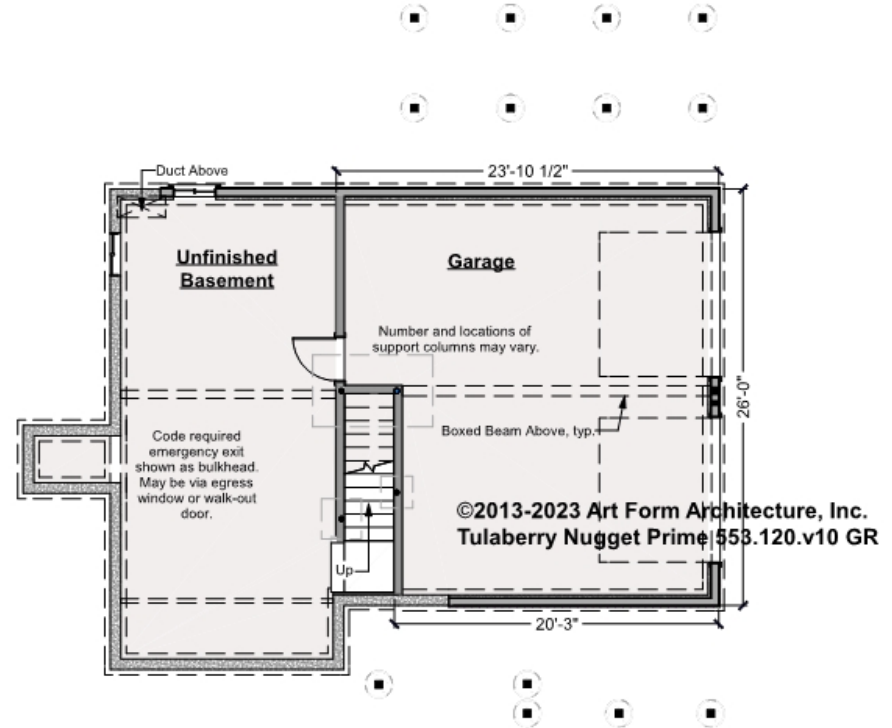 Duct Above
23'-10 1/2"
Unfinished
Basement
Garage
Number and locations of
support columns may vary.
26'-0"
Boxed Beam Above, typ.
Code required
emergency exit
shown as bulkhead.
May be via egress
window or walk-out
door.
©2013-2023 Art Form Architecture, Inc.
Tulaberry Nugget Prime 553.120.v10 GR
Up
20'-3"